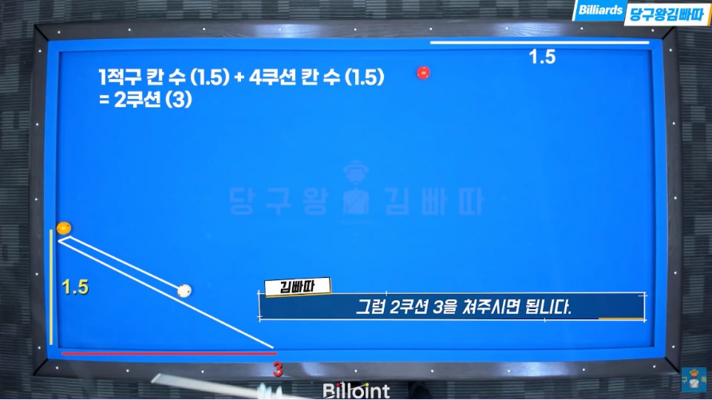 Billiards 당구왕김빠따
1.5
1적구 칸 수 (1.5) + 4쿠션 칸 수 (1.5)
= 2쿠션 (3)
당구왕 김빠따
1.5
김빠따
그럼 2쿠션 3을 쳐주시면 됩니다.
3
Billoint